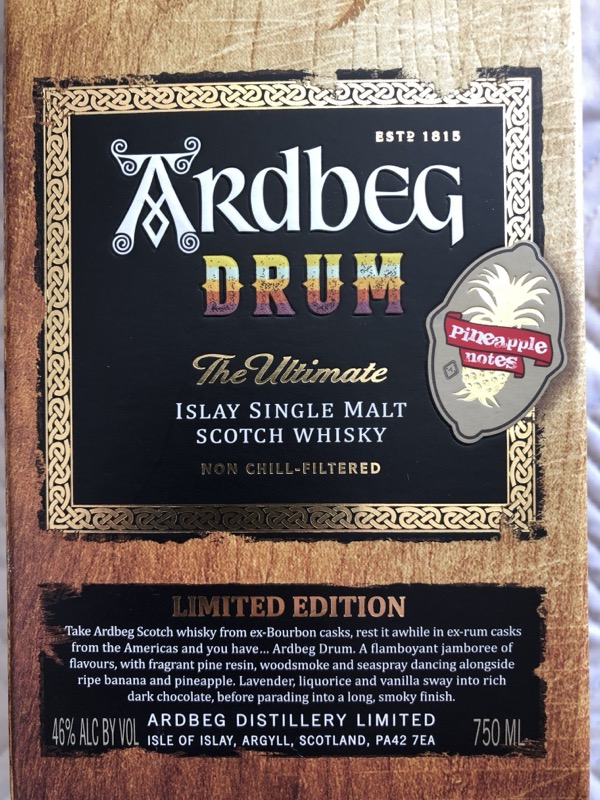 ESTD 1815
ARDBEG
DRUM
Pineapple
notes
The Ultimate
ISLAY SINGLE MALT
SCOTCH WHISKY
NON CHILL-FILTERED
LIMITED EDITION
Take Ardbeg Scotch whisky from ex-Bourbon casks, rest it awhile in ex-rum casks
from the Americas and you have... Ardbeg Drum. A flamboyant jamboree of
flavours, with fragrant pine resin, woodsmoke and seaspray dancing alongside
ripe banana and pineapple. Lavender, liquorice and vanilla sway into rich
dark chocolate, before parading into a long, smoky finish.
46% ALC BY VOL ARDBEG DISTILLERY LIMITED 750 ML
ISLE OF ISLAY, ARGYLL, SCOTLAND, PA42 7EA